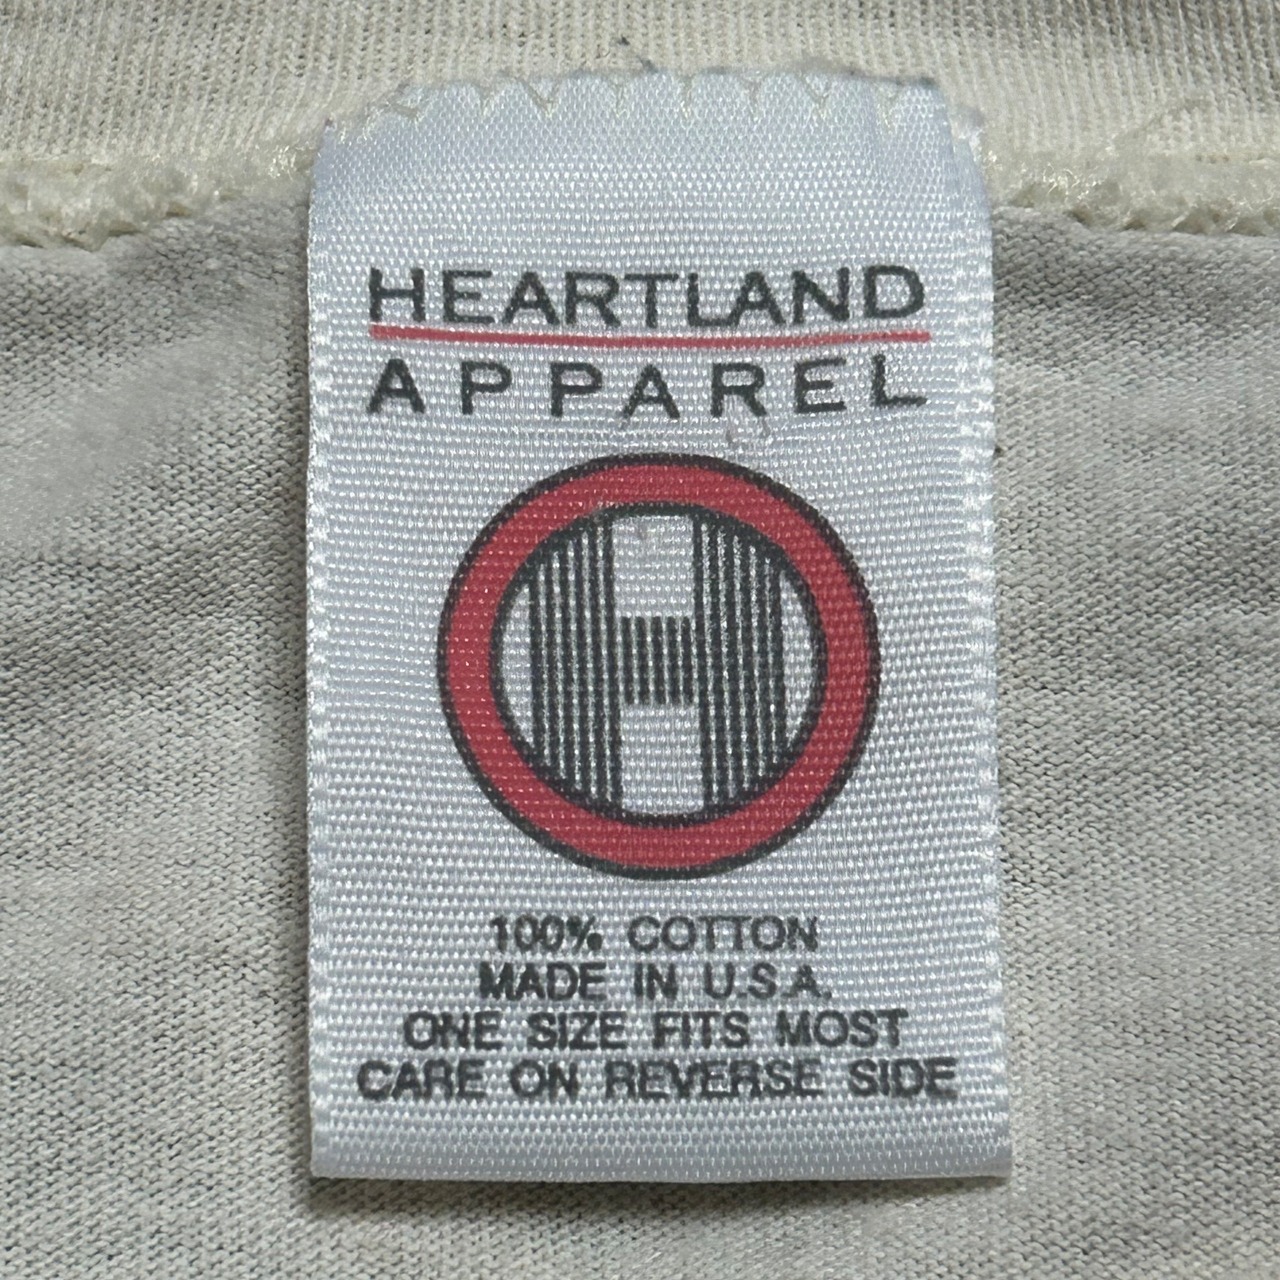 HEARTLAND
APPAREL
H
100% COTTON
MADE IN U.S.A.
ONE SIZE FITS MOST
CARE ON REVERSE SIDE